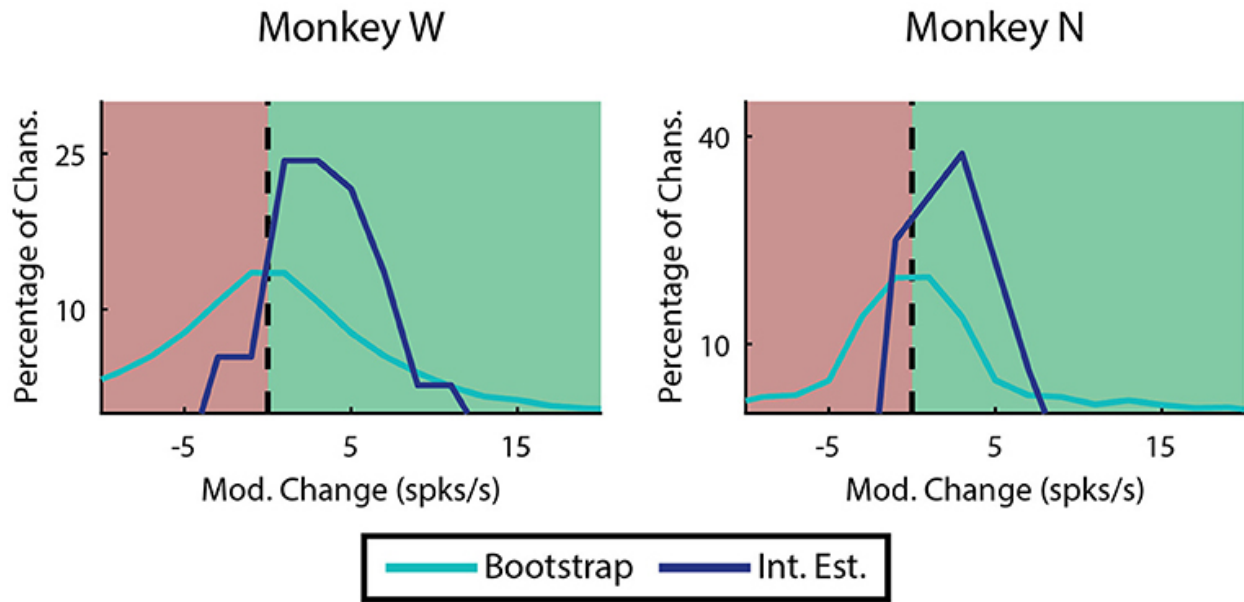 Monkey W
Percentage of Chans.
25
10
-5 5 15
Mod. Change (spks/s)
Monkey N
Percentage of Chans.
40
10
-5 5 15
Mod. Change (spks/s)
Bootstrap Int. Est.